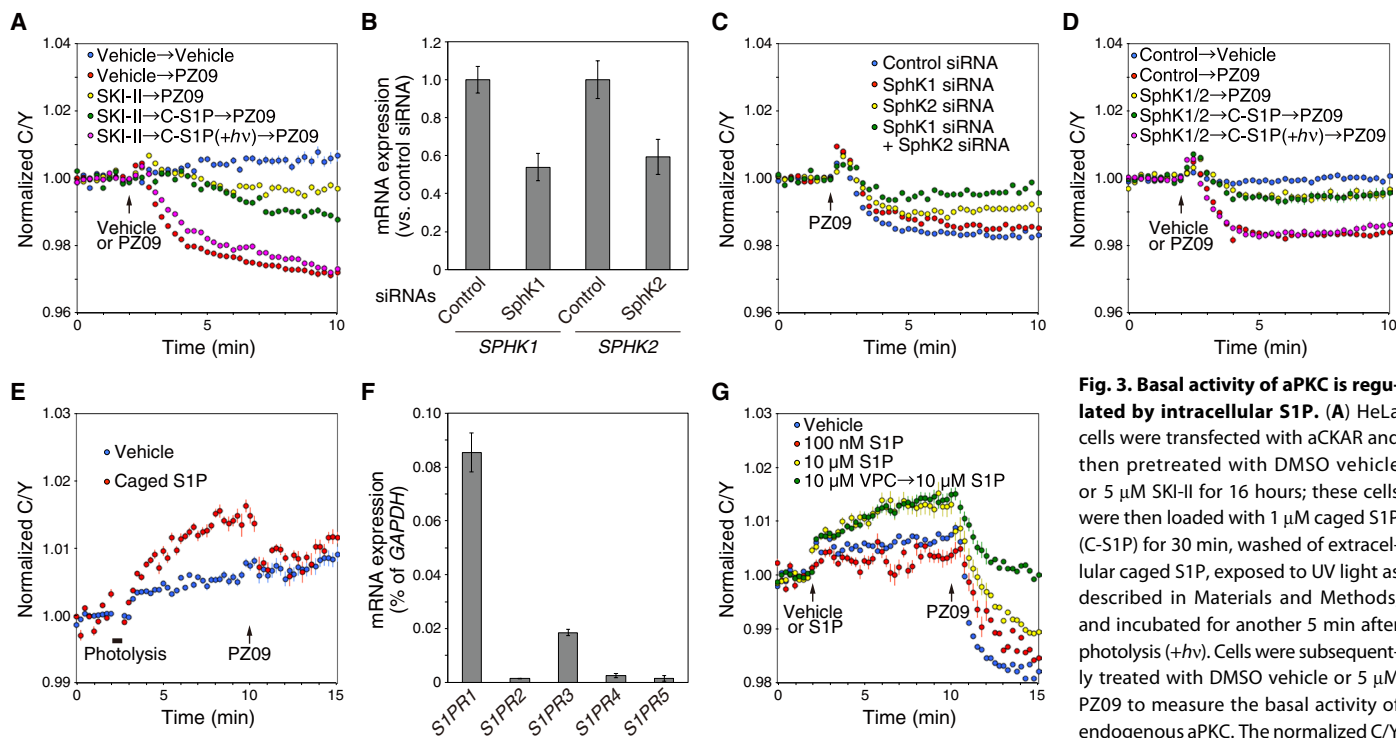 A
1.04
1.02
1.00
0.98
0.96
Normalized C/Y
Vehicle→Vehicle
Vehicle→PZ09
SKI-II→PZ09
SKI-II→C-S1P→PZ09
SKI-II→C-S1P(+hν)→PZ09
Vehicle
or PZ09
0
5
10
Time (min)
B
1.2
1.0
0.8
0.6
0.4
0.2
0
mRNA expression
(vs. control siRNA)
siRNAs
Control
SphK1
Control
SphK2
SPHK1
SPHK2
C
1.04
1.02
1.00
0.98
0.96
Normalized C/Y
Control siRNA
SphK1 siRNA
SphK2 siRNA
SphK1 siRNA
+ SphK2 siRNA
PZ09
0
5
10
Time (min)
D
1.04
1.02
1.00
0.98
0.96
Normalized C/Y
Control→Vehicle
Control→PZ09
SphK1/2→PZ09
SphK1/2→C-S1P→PZ09
SphK1/2→C-S1P(+hν)→PZ09
Vehicle
or PZ09
0
5
10
Time (min)
E
1.03
1.02
1.01
1.00
0.99
Normalized C/Y
Vehicle
Caged S1P
Photolysis
PZ09
0
5
10
15
Time (min)
F
0.10
0.08
0.06
0.04
0.02
0
mRNA expression
(% of GAPDH)
S1PR1
S1PR2
S1PR3
S1PR4
S1PR5
G
1.03
1.02
1.01
1.00
0.99
0.98
Normalized C/Y
Vehicle
100 nM S1P
10 μM S1P
10 μM VPC→10 μM S1P
Vehicle
or S1P
PZ09
0
5
10
15
Time (min)
Fig. 3. Basal activity of aPKC is regu-
lated by intracellular S1P. (A) HeLa
cells were transfected with aCKAR and
then pretreated with DMSO vehicle
or 5 μM SKI-II for 16 hours; these cells
were then loaded with 1 μM caged S1P
(C-S1P) for 30 min, washed of extracel-
lular caged S1P, exposed to UV light as
described in Materials and Methods,
and incubated for another 5 min after
photolysis (+hν). Cells were subsequent-
ly treated with DMSO vehicle or 5 μM
PZ09 to measure the basal activity of
endogenous aPKC. The normalized C/Y